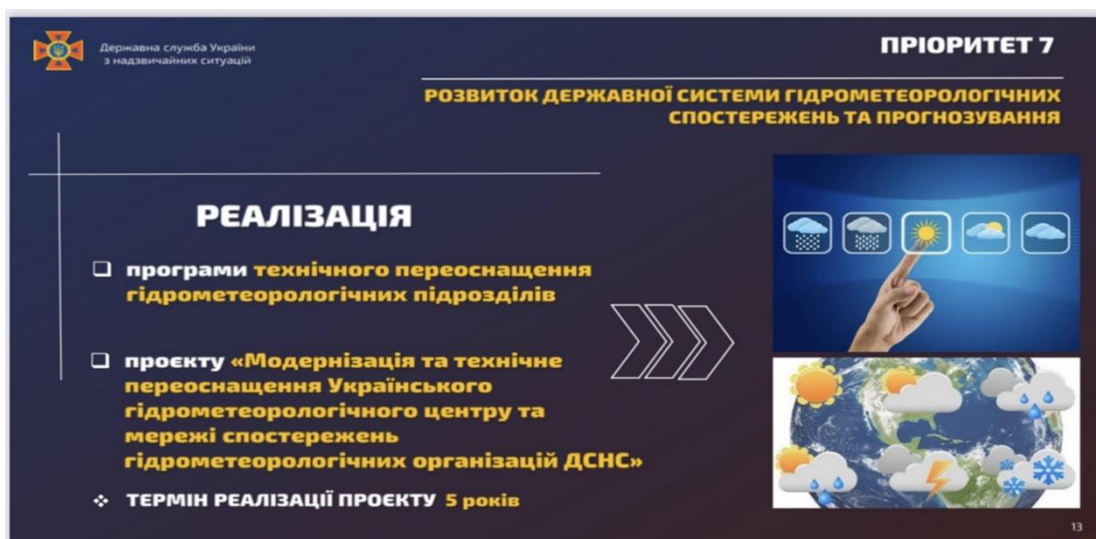 Державна служба України
з надзвичайних ситуацій
ПРІОРИТЕТ 7
РОЗВИТОК ДЕРЖАВНОЇ СИСТЕМИ ГІДРОМЕТЕОРОЛОГІЧНИХ
СПОСТЕРЕЖЕНЬ ТА ПРОГНОЗУВАННЯ
РЕАЛІЗАЦІЯ
програми технічного переоснащення
гідрометеорологічних підрозділів
проєкту «Модернізація та технічне
переоснащення Українського
гідрометеорологічного центру та
мережі спостережень
гідрометеорологічних організацій ДСНС»
ТЕРМІН РЕАЛІЗАЦІЇ ПРОЄКТУ 5 років
13